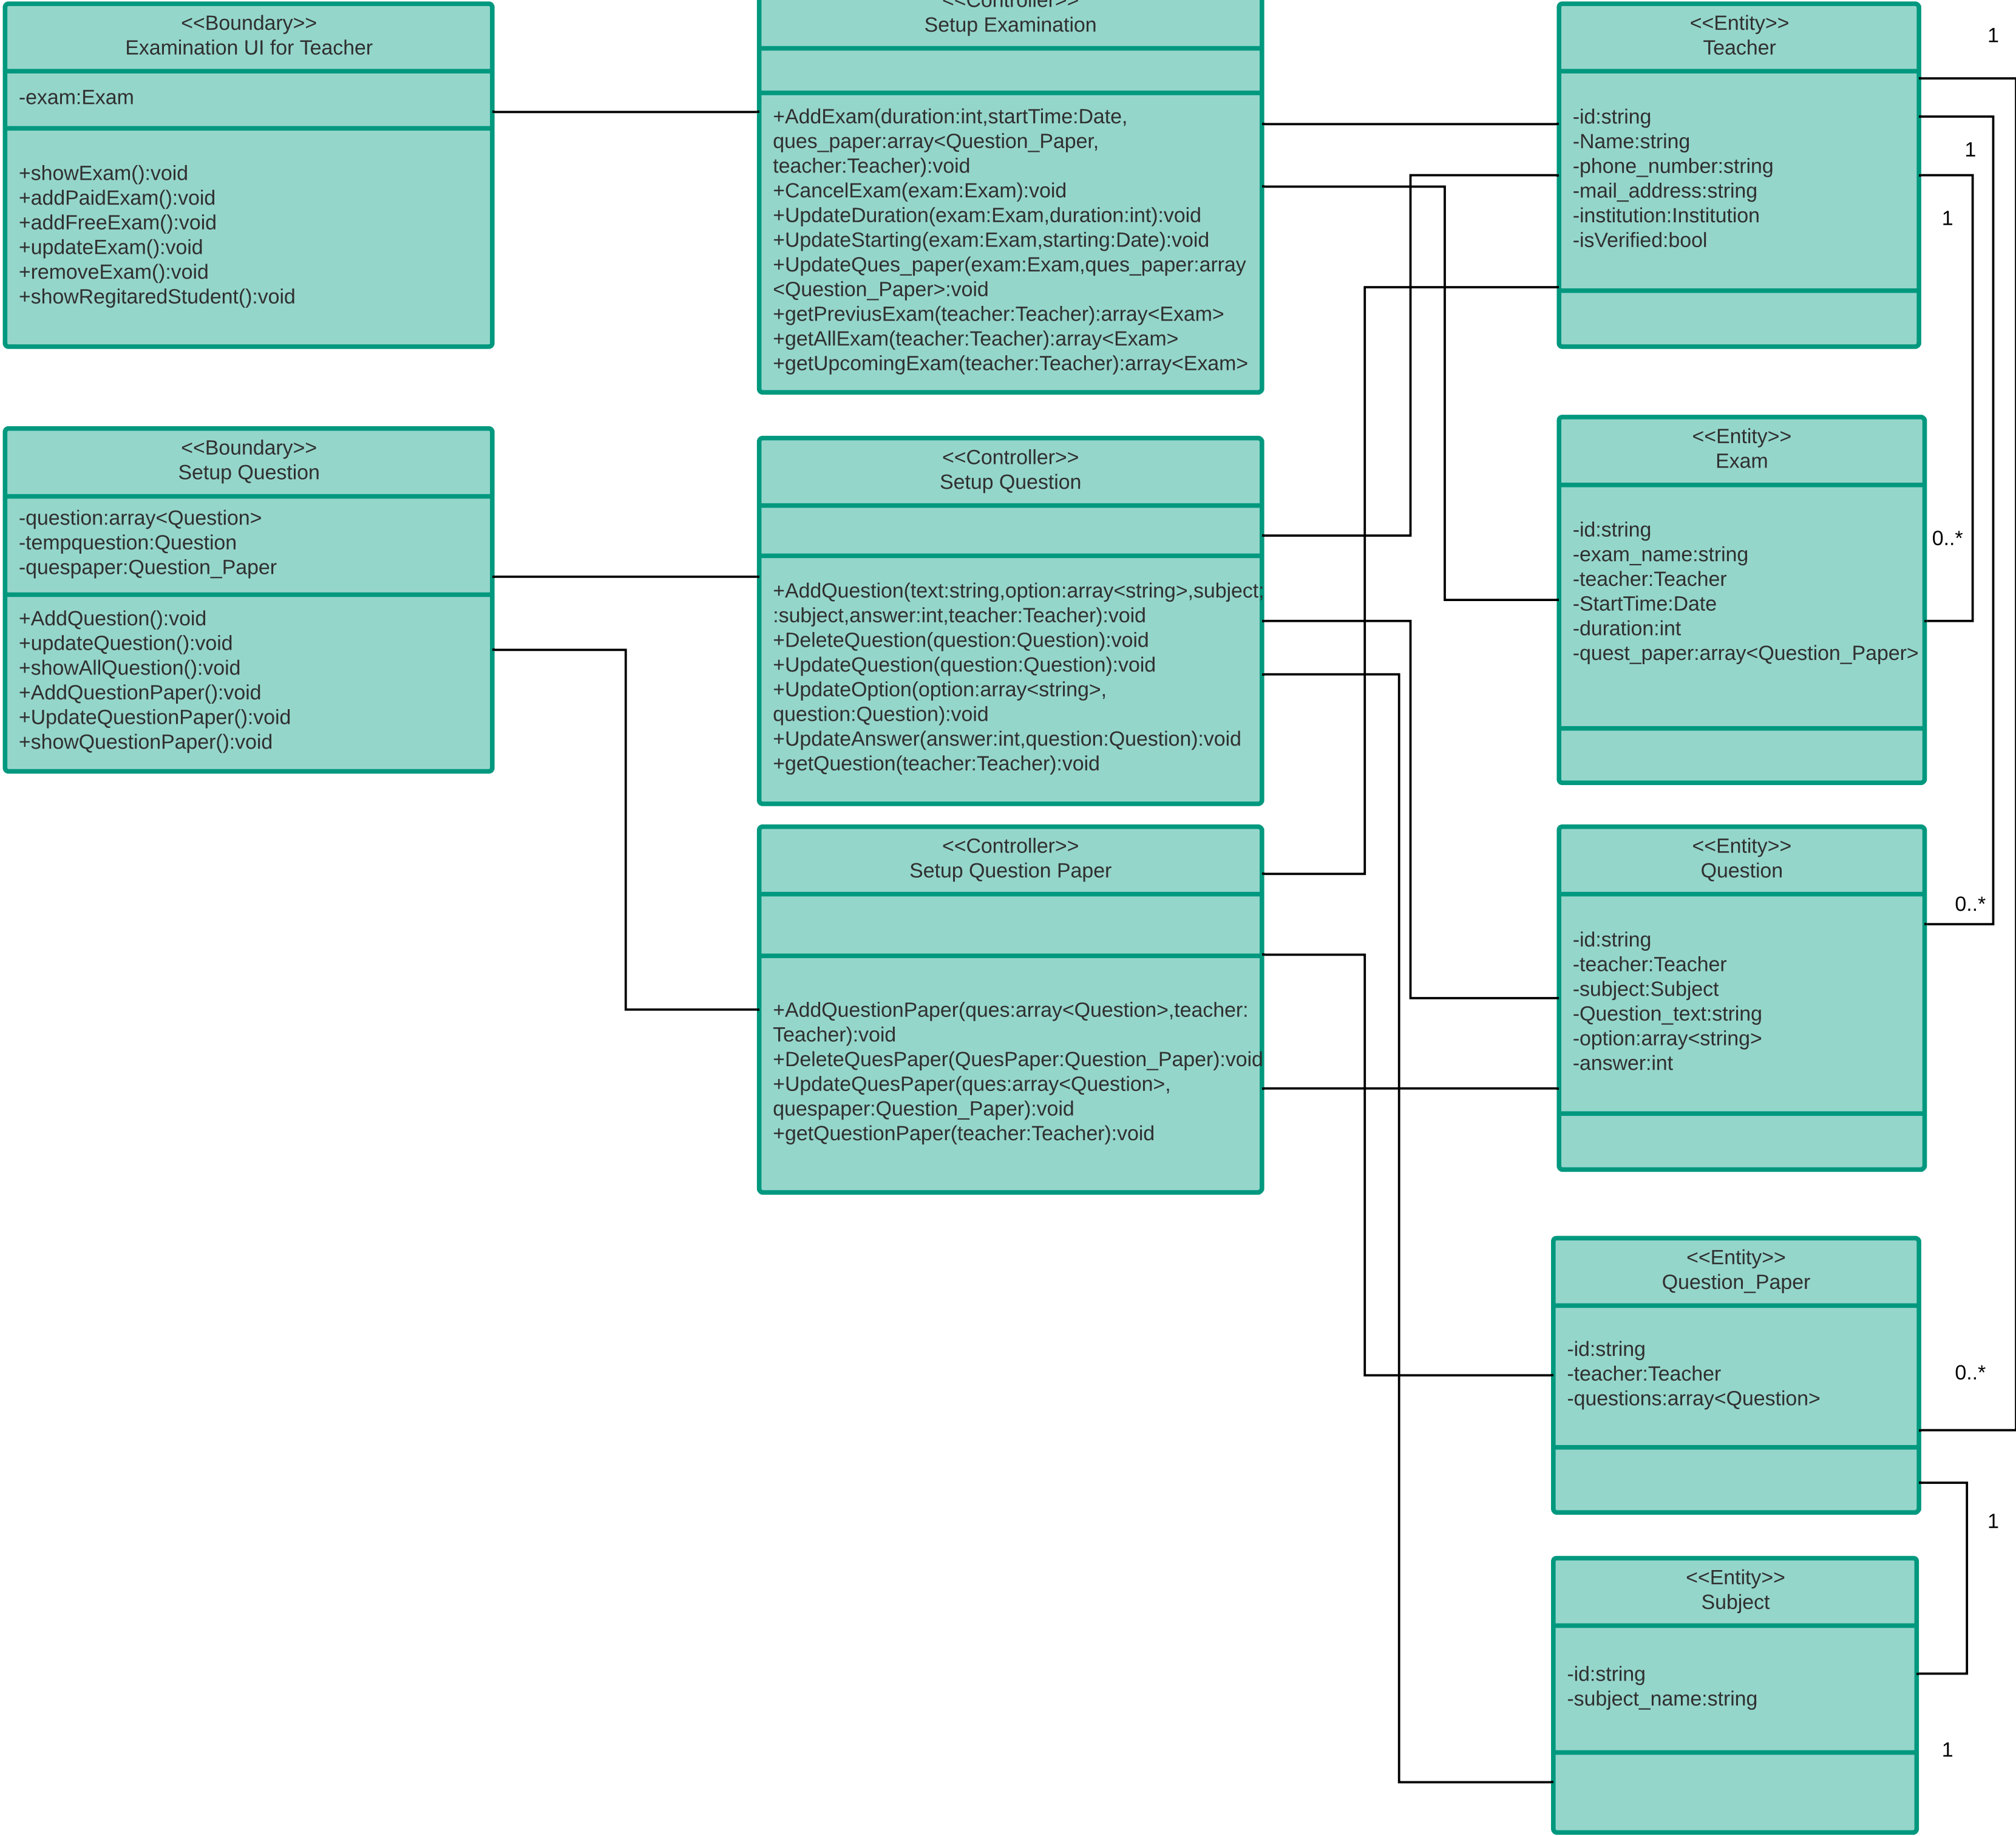 <<Boundary>>
Examination UI for Teacher
-exam:Exam
+showExam():void
+addPaidExam():void
+addFreeExam():void
+updateExam():void
+removeExam():void
+showRegitaredStudent():void
<<Controller>>
Setup Examination
+AddExam(duration:int,startTime:Date,
ques_paper:array<Question_Paper,
teacher:Teacher):void
+CancelExam(exam:Exam):void
+UpdateDuration(exam:Exam,duration:int):void
+UpdateStarting(exam:Exam,starting:Date):void
+UpdateQues_paper(exam:Exam,ques_paper:array
<Question_Paper>:void
+getPreviusExam(teacher:Teacher):array<Exam>
+getAllExam(teacher:Teacher):array<Exam>
+getUpcomingExam(teacher:Teacher):array<Exam>
<<Entity>>
Teacher
-id:string
-Name:string
-phone_number:string
-mail_address:string
-institution:Institution
-isVerified:bool
1
1
1
<<Boundary>>
Setup Question
-question:array<Question>
-tempquestion:Question
-quespaper:Question_Paper
+AddQuestion():void
+updateQuestion():void
+showAllQuestion():void
+AddQuestionPaper():void
+UpdateQuestionPaper():void
+showQuestionPaper():void
<<Controller>>
Setup Question
+AddQuestion(text:string,option:array<string>,subject;
:subject,answer:int,teacher:Teacher):void
+DeleteQuestion(question:Question):void
+UpdateQuestion(question:Question):void
+UpdateOption(option:array<string>,
question:Question):void
+UpdateAnswer(answer:int,question:Question):void
+getQuestion(teacher:Teacher):void
<<Entity>>
Exam
-id:string
-exam_name:string
-teacher:Teacher
-StartTime:Date
-duration:int
-quest_paper:array<Question_Paper>
0..*
<<Controller>>
Setup Question Paper
+AddQuestionPaper(ques:array<Question>,teacher:
Teacher):void
+DeleteQuesPaper(QuesPaper:Question_Paper):void
+UpdateQuesPaper(ques:array<Question>,
quespaper:Question_Paper):void
+getQuestionPaper(teacher:Teacher):void
<<Entity>>
Question
-id:string
-teacher:Teacher
-subject:Subject
-Question_text:string
-option:array<string>
-answer:int
0..*
<<Entity>>
Question_Paper
-id:string
-teacher:Teacher
-questions:array<Question>
0..*
1
<<Entity>>
Subject
-id:string
-subject_name:string
1